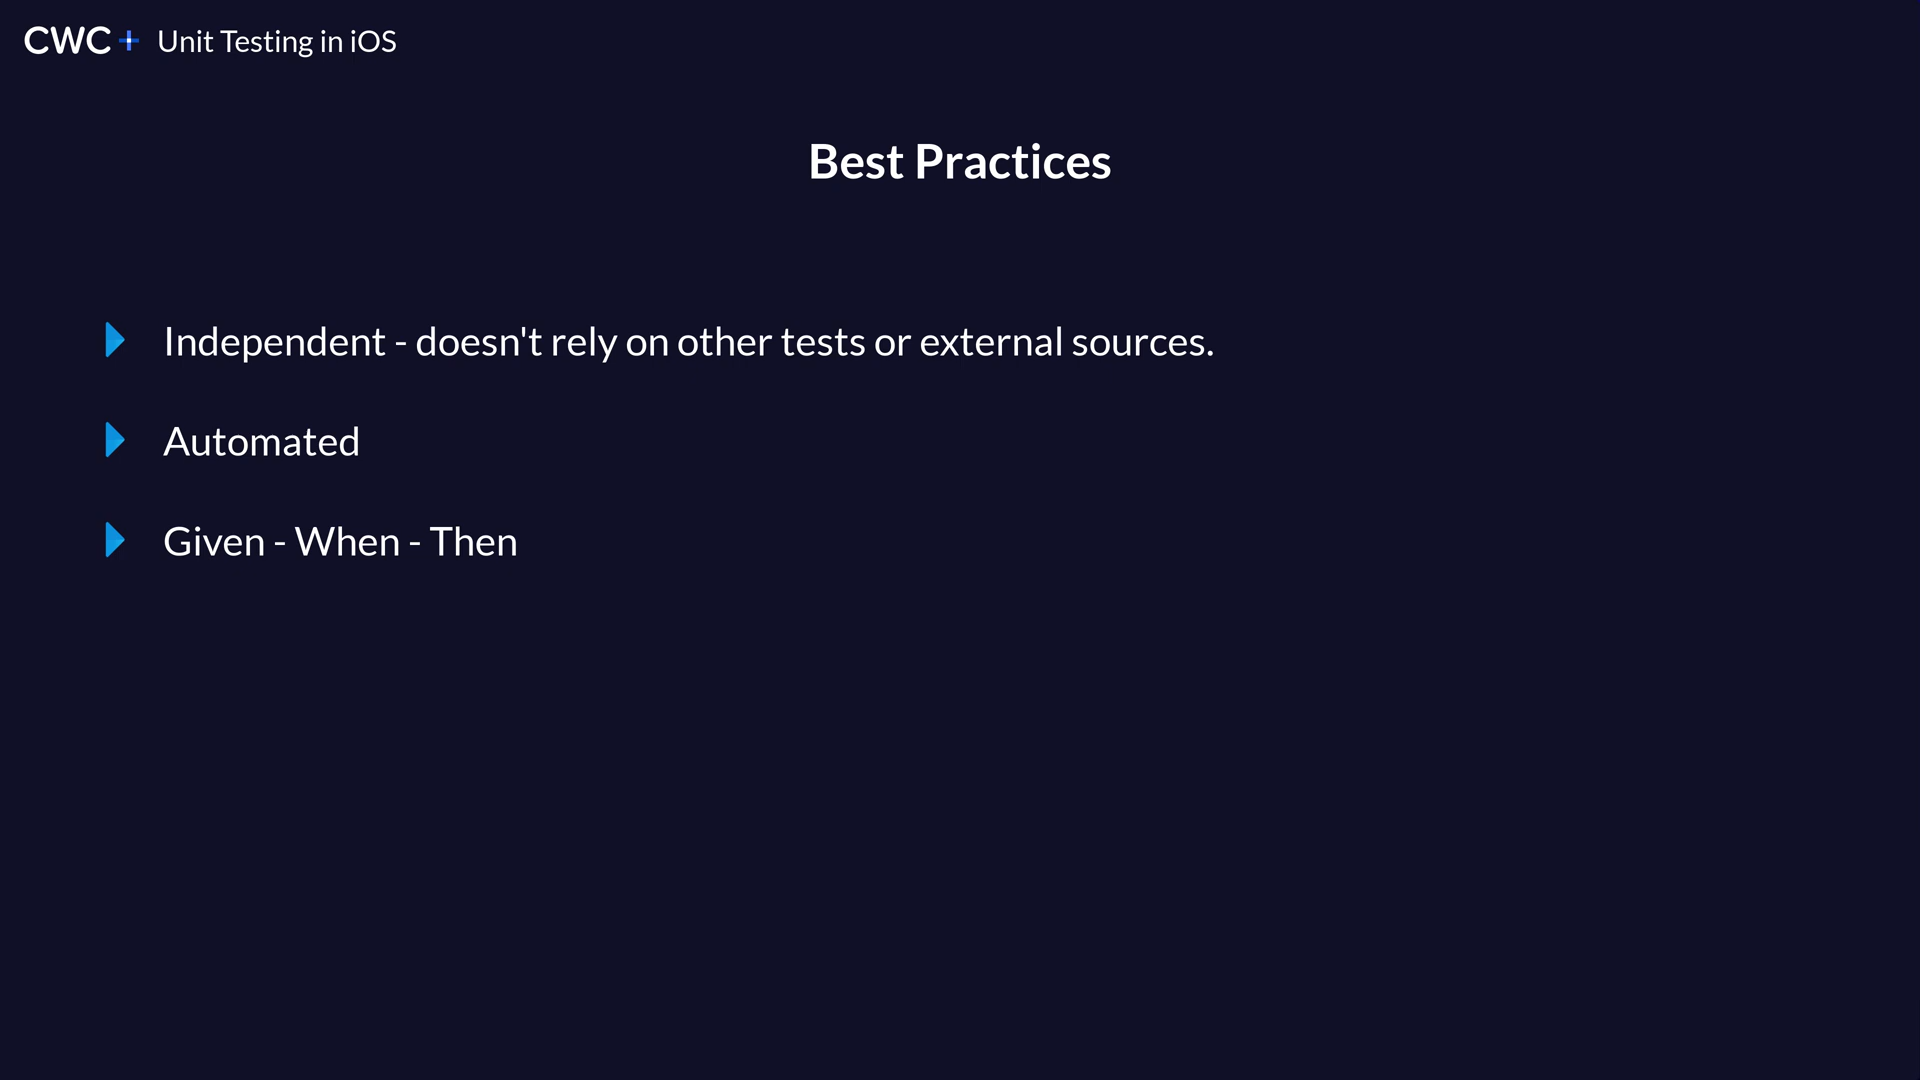 CWC+ Unit Testing in iOS
Best Practices
Independent - doesn't rely on other tests or external sources.
Automated
Given - When - Then